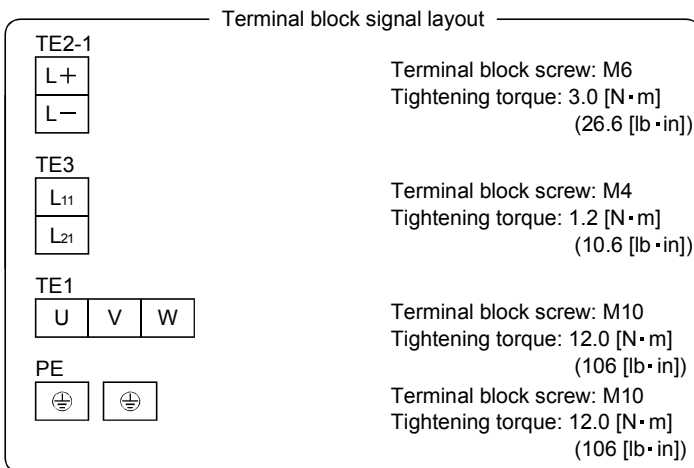 Terminal block signal layout
TE2-1
L+
L−
Terminal block screw: M6
Tightening torque: 3.0 [N▪m]
(26.6 [lb▪in])
TE3
L11
L21
Terminal block screw: M4
Tightening torque: 1.2 [N▪m]
(10.6 [lb▪in])
TE1
U V W
Terminal block screw: M10
Tightening torque: 12.0 [N▪m]
(106 [lb▪in])
PE
Terminal block screw: M10
Tightening torque: 12.0 [N▪m]
(106 [lb▪in])